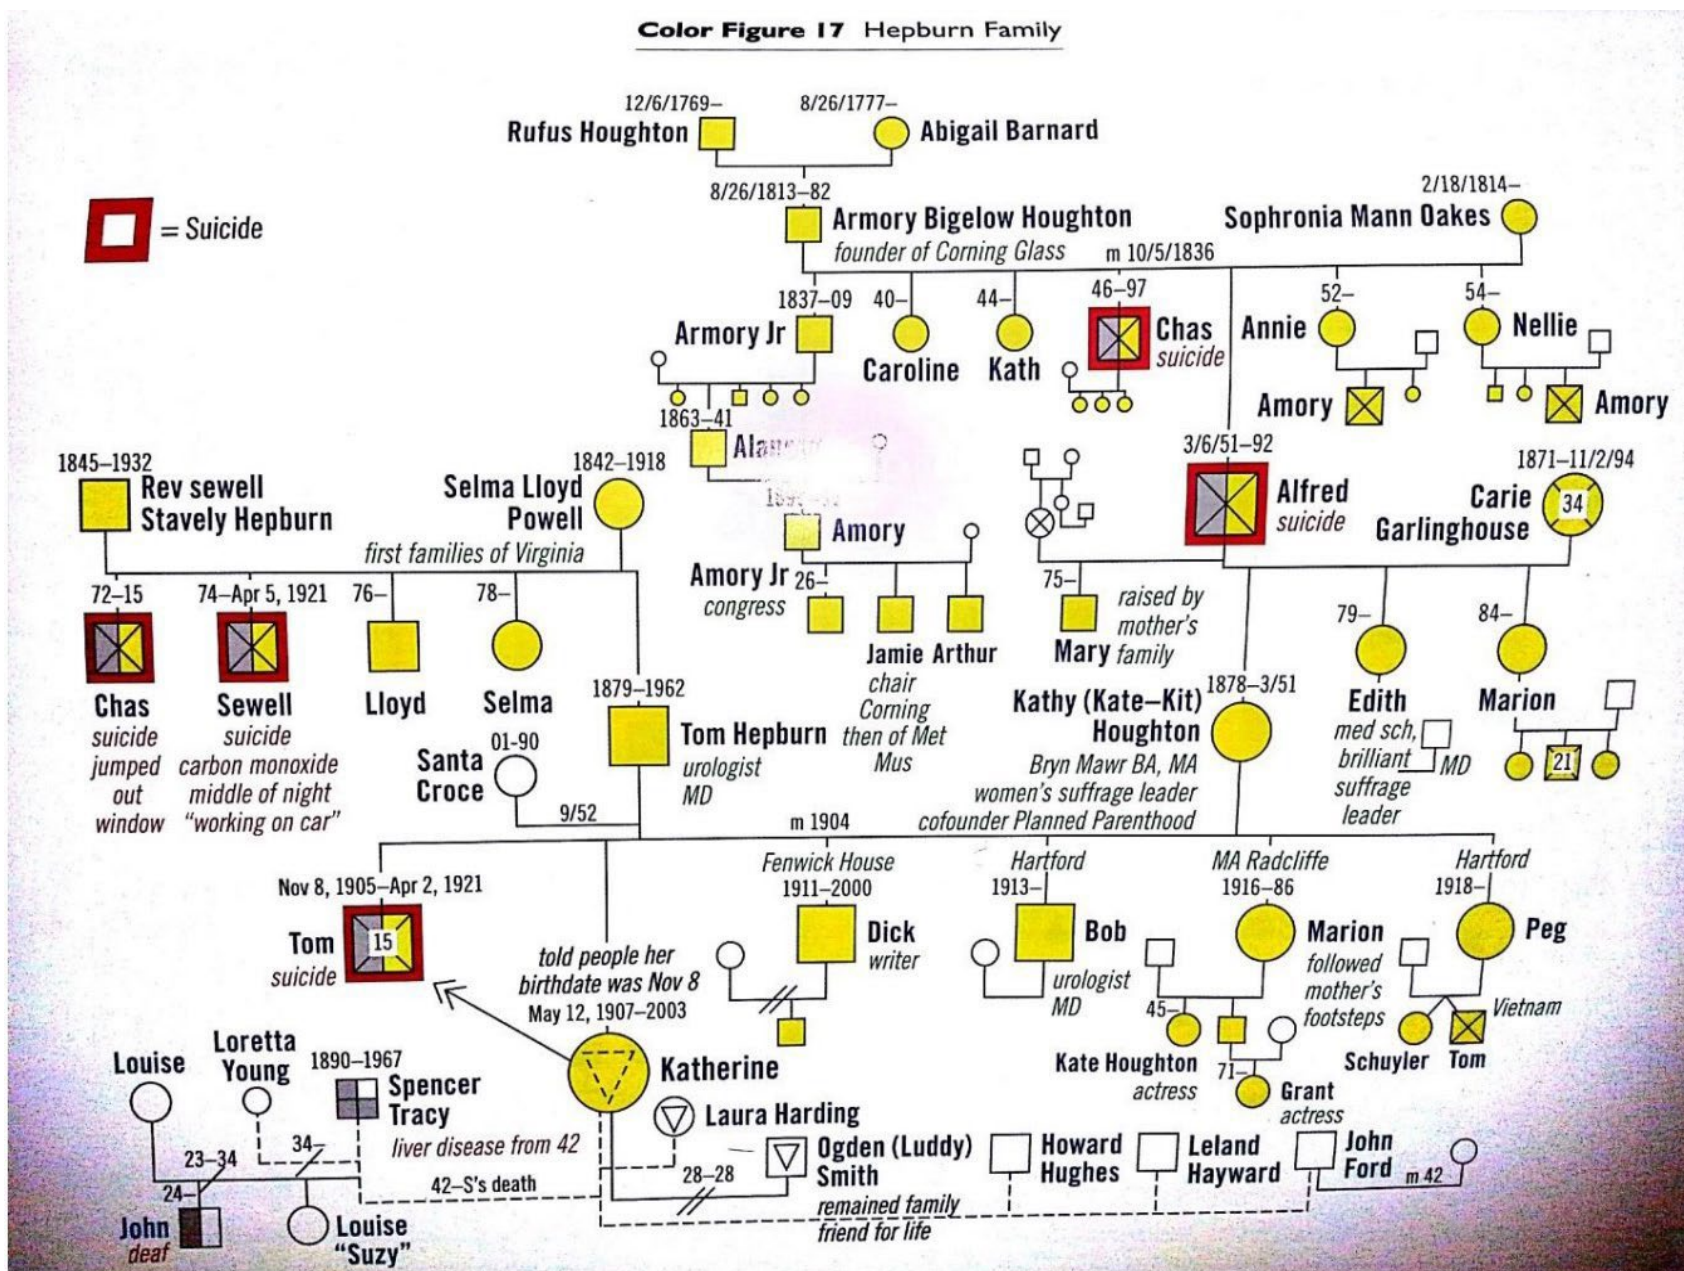 Color Figure 17 Hepburn Family
12/6/1769–
8/26/1777–
Rufus Houghton
Abigail Barnard
= Suicide
8/26/1813–82
Armory Bigelow Houghton
founder of Corning Glass
2/18/1814–
Sophronia Mann Oakes
m 10/5/1836
1837–09
Armory Jr
40–
Caroline
44–
Kath
46–97
Chas
suicide
52–
Annie
54–
Nellie
Amory
Amory
1863–41
3/6/51–92
Alfred
suicide
1871–11/2/94
Carie
Garlinghouse
34
1845–1932
Rev sewell
Stavely Hepburn
1842–1918
Selma Lloyd
Powell
first families of Virginia
Amory
Amory Jr
congress
26–
Jamie
Arthur
chair
Corning
then of Met
Mus
75–
Mary
raised by
mother's
family
72–15
Chas
suicide
jumped
out
window
74–Apr 5, 1921
Sewell
suicide
carbon monoxide
middle of night
"working on car"
76–
Lloyd
78–
Selma
1879–1962
Tom Hepburn
urologist
MD
01-90
Santa
Croce
9/52
1878–3/51
Kathy (Kate–Kit)
Houghton
Bryn Mawr BA, MA
women's suffrage leader
cofounder Planned Parenthood
79–
Edith
med sch,
brilliant
suffrage
leader
MD
84–
Marion
21
m 1904
Nov 8, 1905–Apr 2, 1921
Tom
suicide
15
told people her
birthdate was Nov 8
May 12, 1907–2003
Katherine
Fenwick House
1911–2000
Dick
writer
Hartford
1913–
Bob
urologist
MD
MA Radcliffe
1916–86
Marion
followed
mother's
footsteps
Hartford
1918–
Peg
45–
Kate Houghton
actress
71–
Grant
actress
Vietnam
Schuyler
Tom
Louise
Loretta
Young
1890–1967
Spencer
Tracy
liver disease from 42
Laura Harding
Ogden (Luddy)
Smith
remained family
friend for life
Howard
Hughes
Leland
Hayward
John
Ford
m 42
23–34
34–
42–S's death
28–28
24–
John
deaf
Louise
"Suzy"